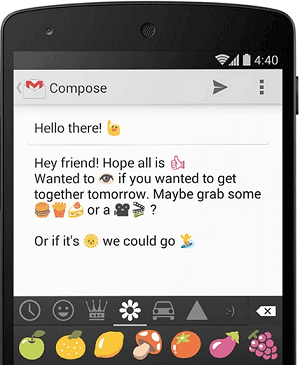 4:40
Compose
Hello there! 🙋
Hey friend! Hope all is 👍
Wanted to 👁 if you wanted to get
together tomorrow. Maybe grab some
🍔🍟🍰 or a 🎥🎬 ?
Or if it's 🌞 we could go 🏄
:-)